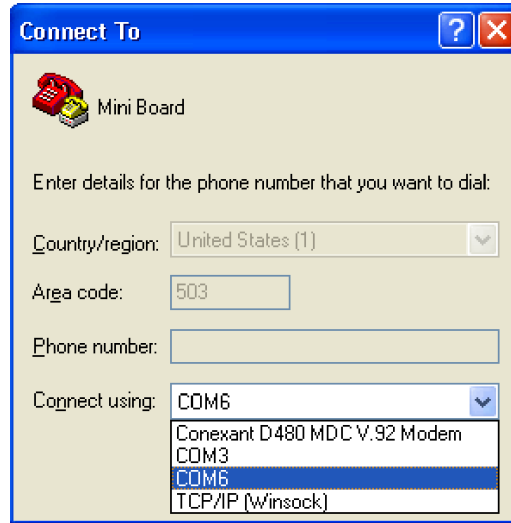 Connect To
Mini Board
Enter details for the phone number that you want to dial:
Country/region: United States (1)
Area code: 503
Phone number:
Connect using: COM6
Conexant D480 MDC V.92 Modem
COM3
COM6
TCP/IP (Winsock)